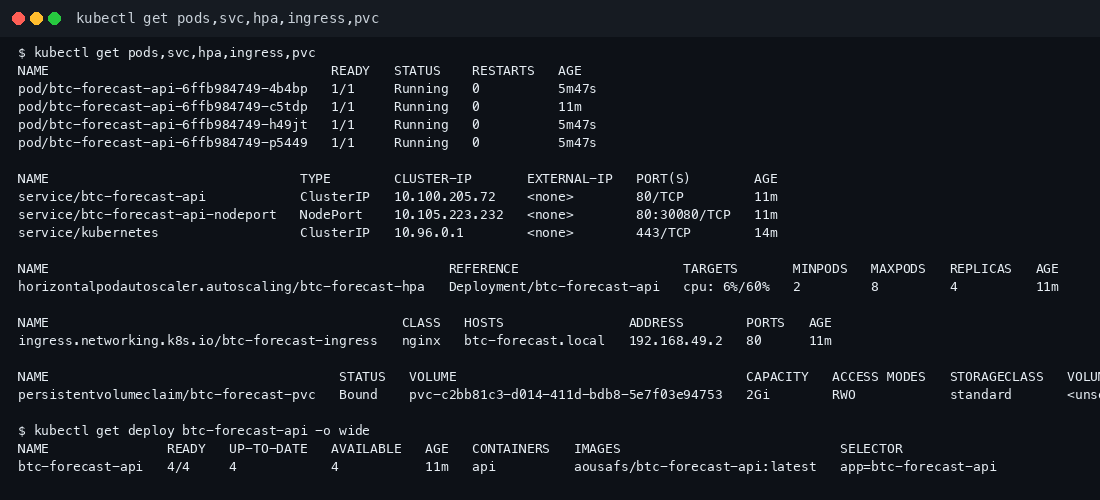 kubectl get pods,svc,hpa,ingress,pvc
$ kubectl get pods,svc,hpa,ingress,pvc
NAME                                    READY   STATUS    RESTARTS   AGE
pod/btc-forecast-api-6ffb984749-4b4bp   1/1     Running   0          5m47s
pod/btc-forecast-api-6ffb984749-c5tdp   1/1     Running   0          11m
pod/btc-forecast-api-6ffb984749-h49jt   1/1     Running   0          5m47s
pod/btc-forecast-api-6ffb984749-p5449   1/1     Running   0          5m47s
NAME                                TYPE        CLUSTER-IP       EXTERNAL-IP   PORT(S)        AGE
service/btc-forecast-api            ClusterIP   10.100.205.72    <none>        80/TCP         11m
service/btc-forecast-api-nodeport   NodePort    10.105.223.232   <none>        80:30080/TCP   11m
service/kubernetes                  ClusterIP   10.96.0.1        <none>        443/TCP        14m
NAME                                                   REFERENCE                     TARGETS       MINPODS   MAXPODS   REPLICAS   AGE
horizontalpodautoscaler.autoscaling/btc-forecast-hpa   Deployment/btc-forecast-api   cpu: 6%/60%   2         8         4          11m
NAME                                             CLASS   HOSTS                ADDRESS        PORTS   AGE
ingress.networking.k8s.io/btc-forecast-ingress   nginx   btc-forecast.local   192.168.49.2   80      11m
NAME                                     STATUS   VOLUME                                     CAPACITY   ACCESS MODES   STORAGECLASS
persistentvolumeclaim/btc-forecast-pvc   Bound    pvc-c2bb81c3-d014-411d-bdb8-5e7f03e94753   2Gi        RWO            standard
$ kubectl get deploy btc-forecast-api -o wide
NAME               READY   UP-TO-DATE   AVAILABLE   AGE   CONTAINERS   IMAGES                            SELECTOR
btc-forecast-api   4/4     4            4           11m   api          aousafs/btc-forecast-api:latest   app=btc-forecast-api